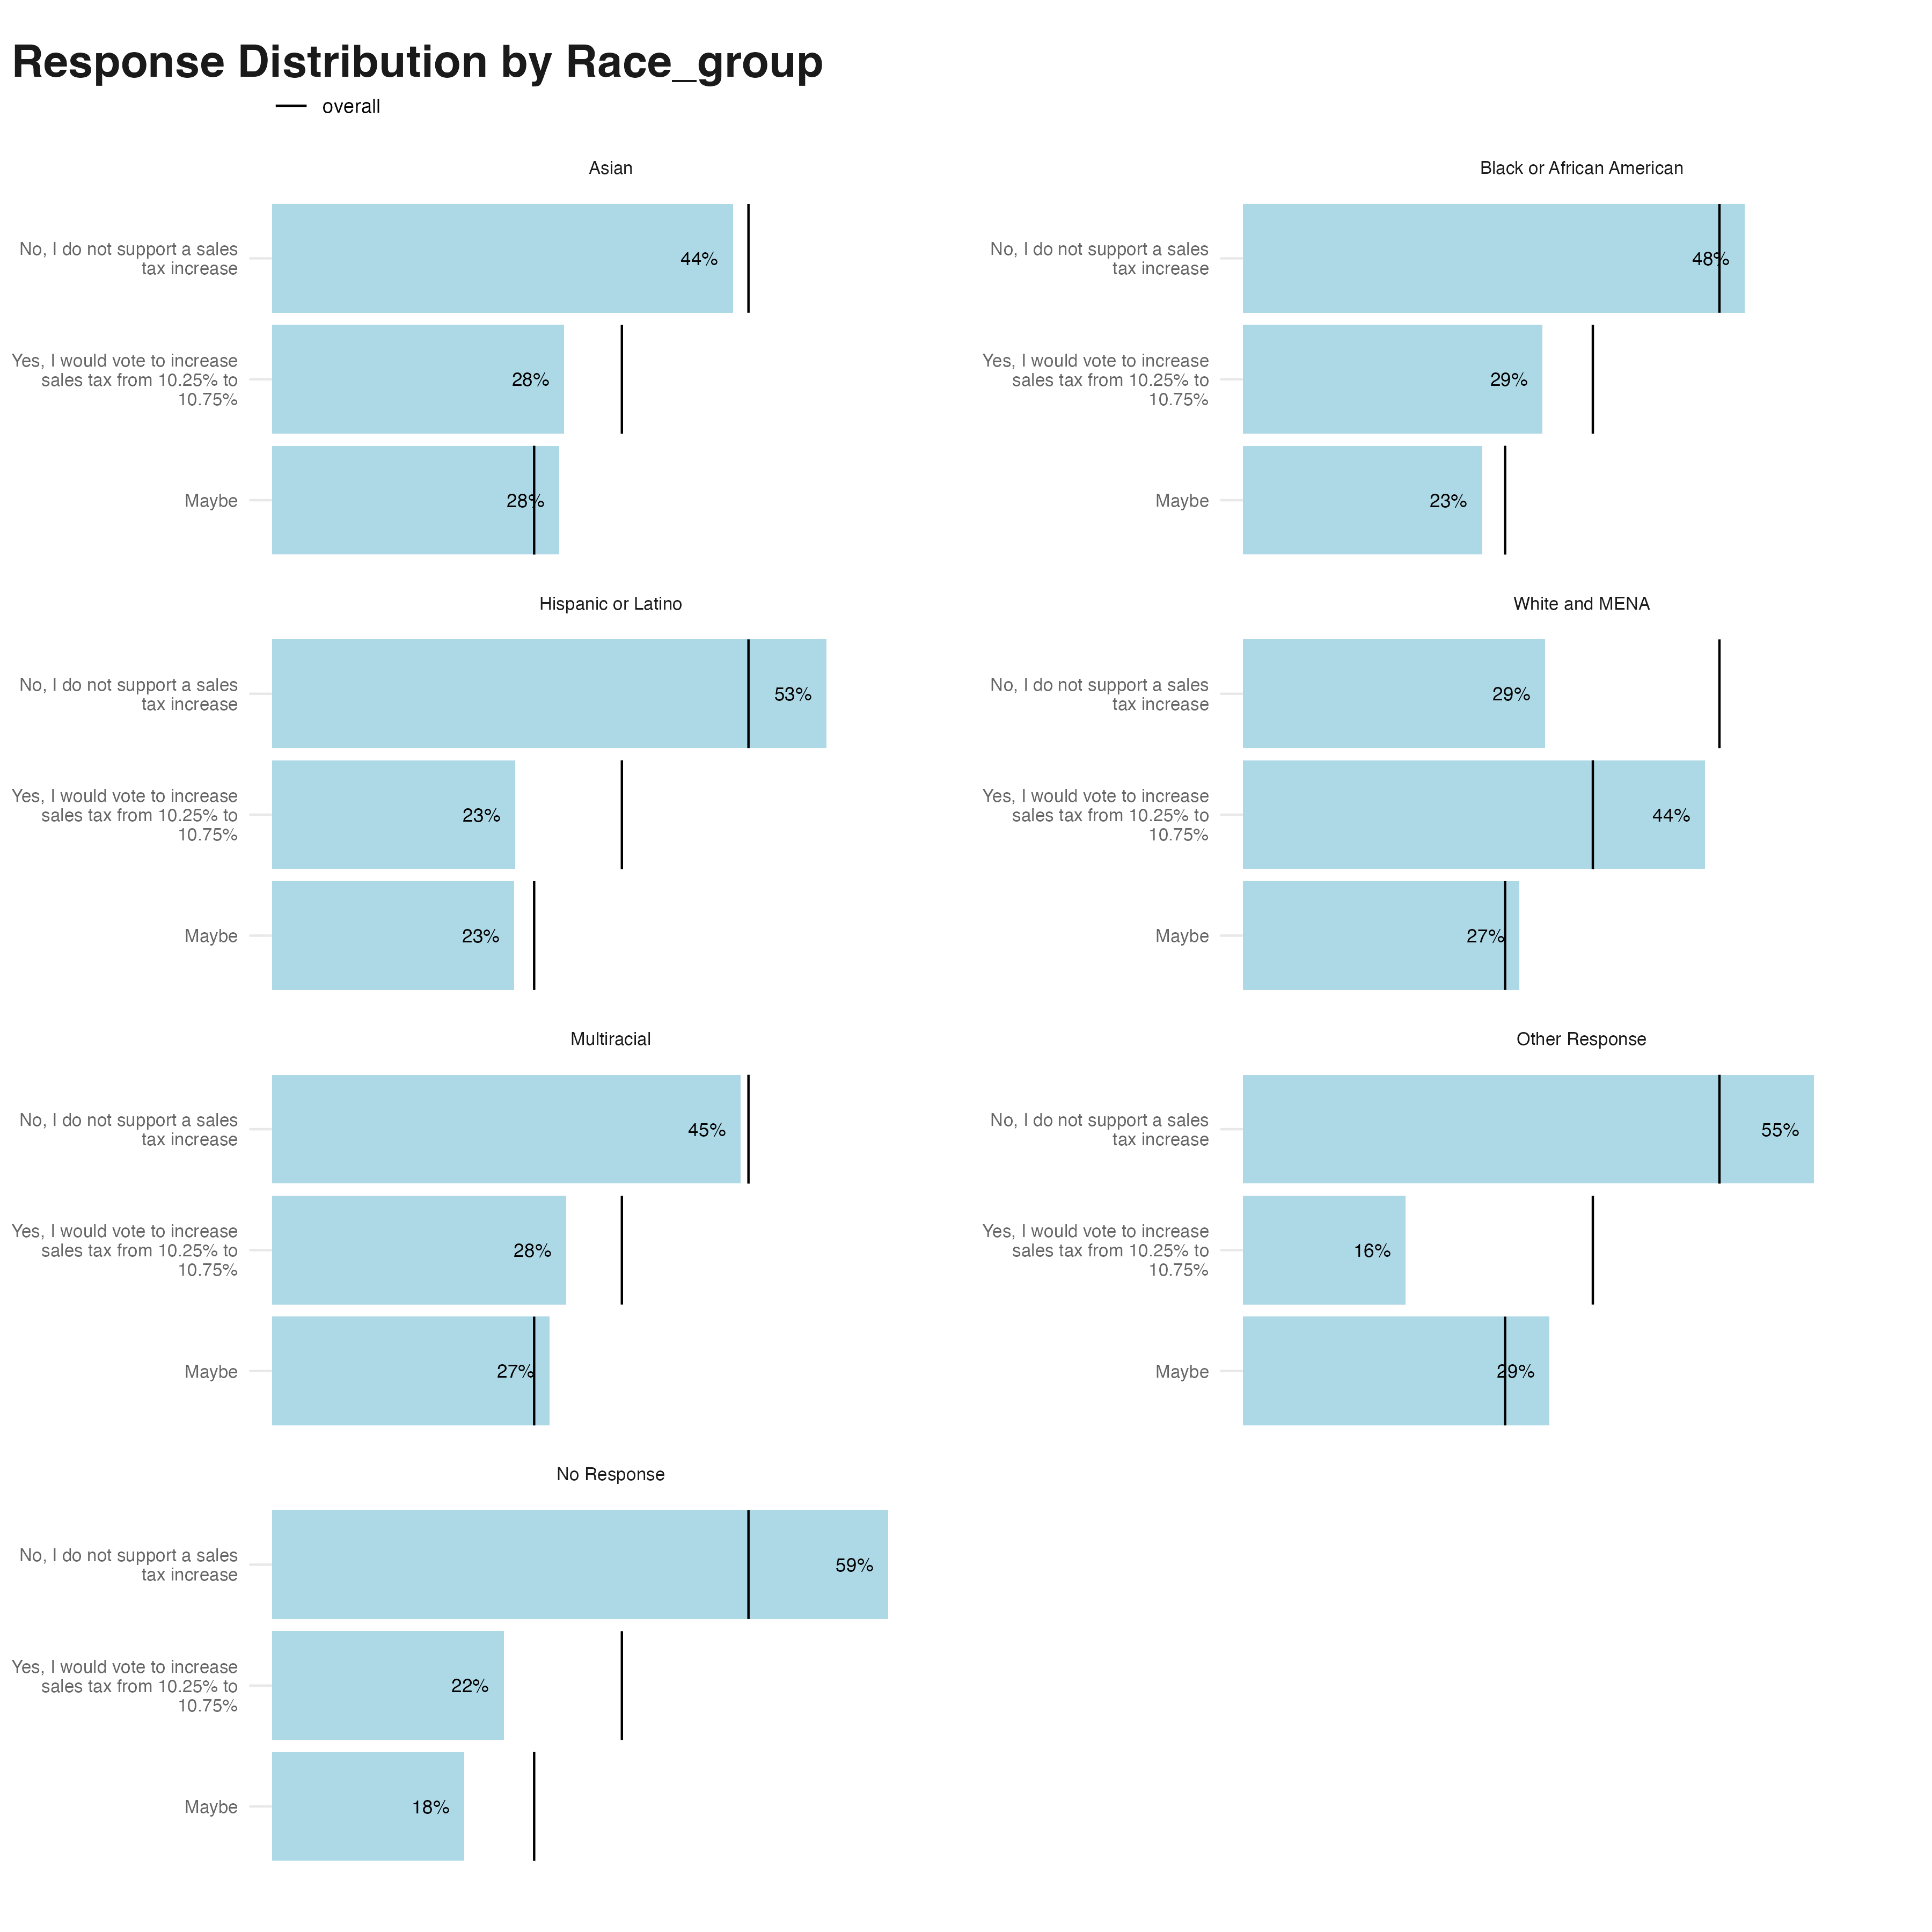 Response Distribution by Race_group
overall
Asian
No, I do not support a sales
tax increase
44%
Yes, I would vote to increase
sales tax from 10.25% to
10.75%
28%
Maybe
28%
Black or African American
No, I do not support a sales
tax increase
48%
Yes, I would vote to increase
sales tax from 10.25% to
10.75%
29%
Maybe
23%
Hispanic or Latino
No, I do not support a sales
tax increase
53%
Yes, I would vote to increase
sales tax from 10.25% to
10.75%
23%
Maybe
23%
White and MENA
No, I do not support a sales
tax increase
29%
Yes, I would vote to increase
sales tax from 10.25% to
10.75%
44%
Maybe
27%
Multiracial
No, I do not support a sales
tax increase
45%
Yes, I would vote to increase
sales tax from 10.25% to
10.75%
28%
Maybe
27%
Other Response
No, I do not support a sales
tax increase
55%
Yes, I would vote to increase
sales tax from 10.25% to
10.75%
16%
Maybe
29%
No Response
No, I do not support a sales
tax increase
59%
Yes, I would vote to increase
sales tax from 10.25% to
10.75%
22%
Maybe
18%